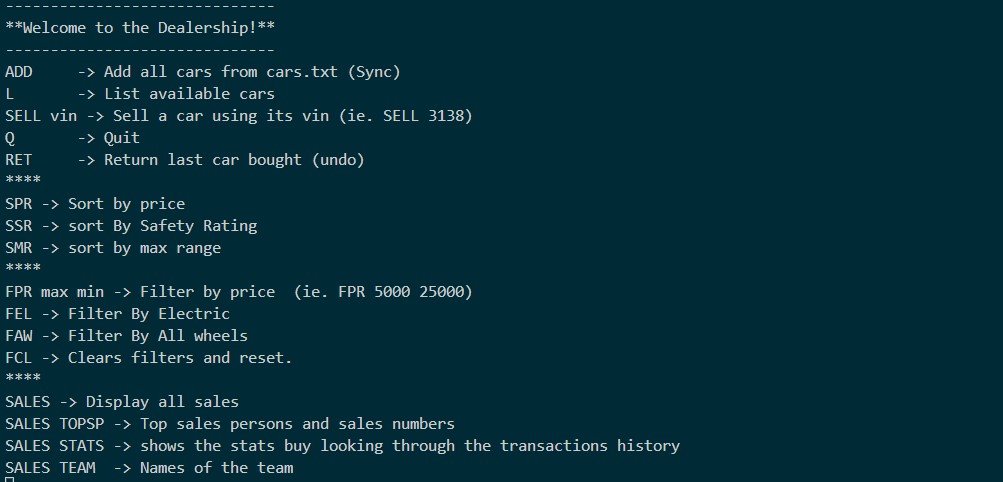 ------------------------------
**Welcome to the Dealership!**
------------------------------
ADD     -> Add all cars from cars.txt (Sync)
L       -> List available cars
SELL vin -> Sell a car using its vin (ie. SELL 3138)
Q       -> Quit
RET     -> Return last car bought (undo)
****
SPR -> Sort by price
SSR -> sort By Safety Rating
SMR -> sort by max range
****
FPR max min -> Filter by price  (ie. FPR 5000 25000)
FEL -> Filter By Electric
FAW -> Filter By All wheels
FCL -> Clears filters and reset.
****
SALES -> Display all sales
SALES TOPSP -> Top sales persons and sales numbers
SALES STATS -> shows the stats buy looking through the transactions history
SALES TEAM  -> Names of the team